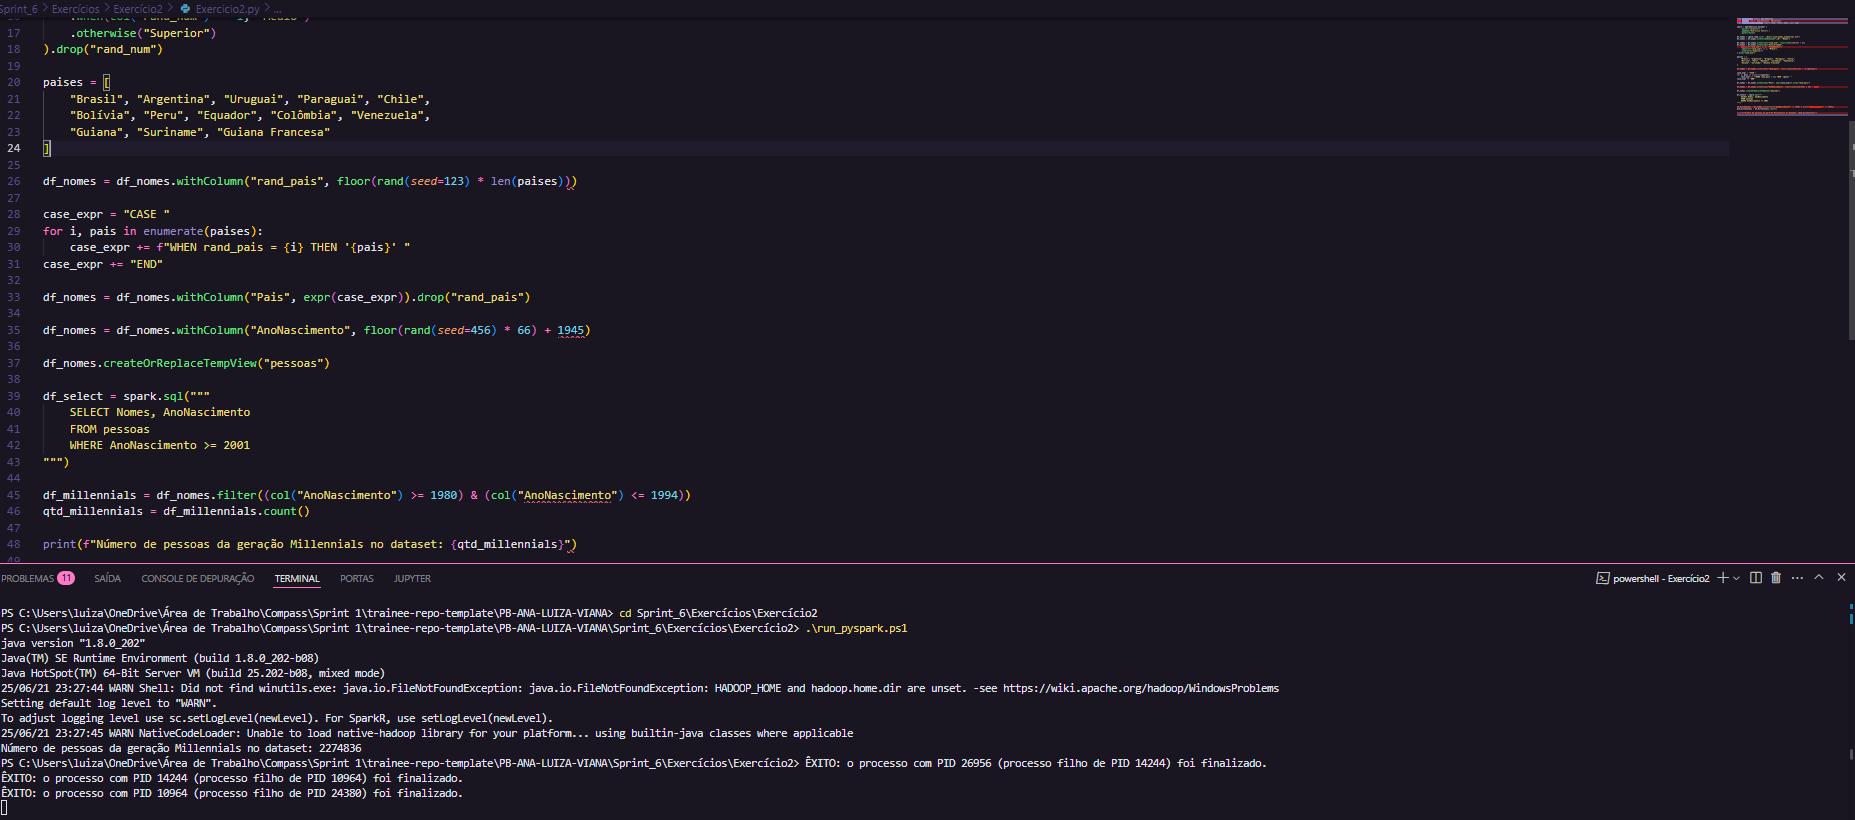 Sprint_6 > Exercícios > Exercício2 > Exercicio2.py > ...
17 .otherwise("Superior")
18 ).drop("rand_num")
19
20 paises = [
21 "Brasil", "Argentina", "Uruguai", "Paraguai", "Chile",
22 "Bolívia", "Peru", "Equador", "Colômbia", "Venezuela",
23 "Guiana", "Suriname", "Guiana Francesa"
24 ]
25
26 df_nomes = df_nomes.withColumn("rand_pais", floor(rand(seed=123) * len(paises)))
27
28 case_expr = "CASE "
29 for i, pais in enumerate(paises):
30 case_expr += f"WHEN rand_pais = {i} THEN '{pais}' "
31 case_expr += "END"
32
33 df_nomes = df_nomes.withColumn("Pais", expr(case_expr)).drop("rand_pais")
34
35 df_nomes = df_nomes.withColumn("AnoNascimento", floor(rand(seed=456) * 66) + 1945)
36
37 df_nomes.createOrReplaceTempView("pessoas")
38
39 df_select = spark.sql("""
40 SELECT Nomes, AnoNascimento
41 FROM pessoas
42 WHERE AnoNascimento >= 2001
43 """)
44
45 df_millennials = df_nomes.filter((col("AnoNascimento") >= 1980) & (col("AnoNascimento") <= 1994))
46 qtd_millennials = df_millennials.count()
47
48 print(f"Número de pessoas da geração Millennials no dataset: {qtd_millennials}")
49
PROBLEMAS 11 SAÍDA CONSOLE DE DEPURAÇÃO TERMINAL PORTAS JUPYTER powershell - Exercício2
PS C:\Users\luiza\OneDrive\Área de Trabalho\Compass\Sprint 1\trainee-repo-template\PB-ANA-LUIZA-VIANA> cd Sprint_6\Exercícios\Exercício2
PS C:\Users\luiza\OneDrive\Área de Trabalho\Compass\Sprint 1\trainee-repo-template\PB-ANA-LUIZA-VIANA\Sprint_6\Exercícios\Exercício2> .\run_pyspark.ps1
java version "1.8.0_202"
Java(TM) SE Runtime Environment (build 1.8.0_202-b08)
Java HotSpot(TM) 64-Bit Server VM (build 25.202-b08, mixed mode)
25/06/21 23:27:44 WARN Shell: Did not find winutils.exe: java.io.FileNotFoundException: java.io.FileNotFoundException: HADOOP_HOME and hadoop.home.dir are unset. -see https://wiki.apache.org/hadoop/WindowsProblems
Setting default log level to "WARN".
To adjust logging level use sc.setLogLevel(newLevel). For SparkR, use setLogLevel(newLevel).
25/06/21 23:27:45 WARN NativeCodeLoader: Unable to load native-hadoop library for your platform... using builtin-java classes where applicable
Número de pessoas da geração Millennials no dataset: 2274836
PS C:\Users\luiza\OneDrive\Área de Trabalho\Compass\Sprint 1\trainee-repo-template\PB-ANA-LUIZA-VIANA\Sprint_6\Exercícios\Exercício2> ÊXITO: o processo com PID 26956 (processo filho de PID 14244) foi finalizado.
ÊXITO: o processo com PID 14244 (processo filho de PID 10964) foi finalizado.
ÊXITO: o processo com PID 10964 (processo filho de PID 24380) foi finalizado.